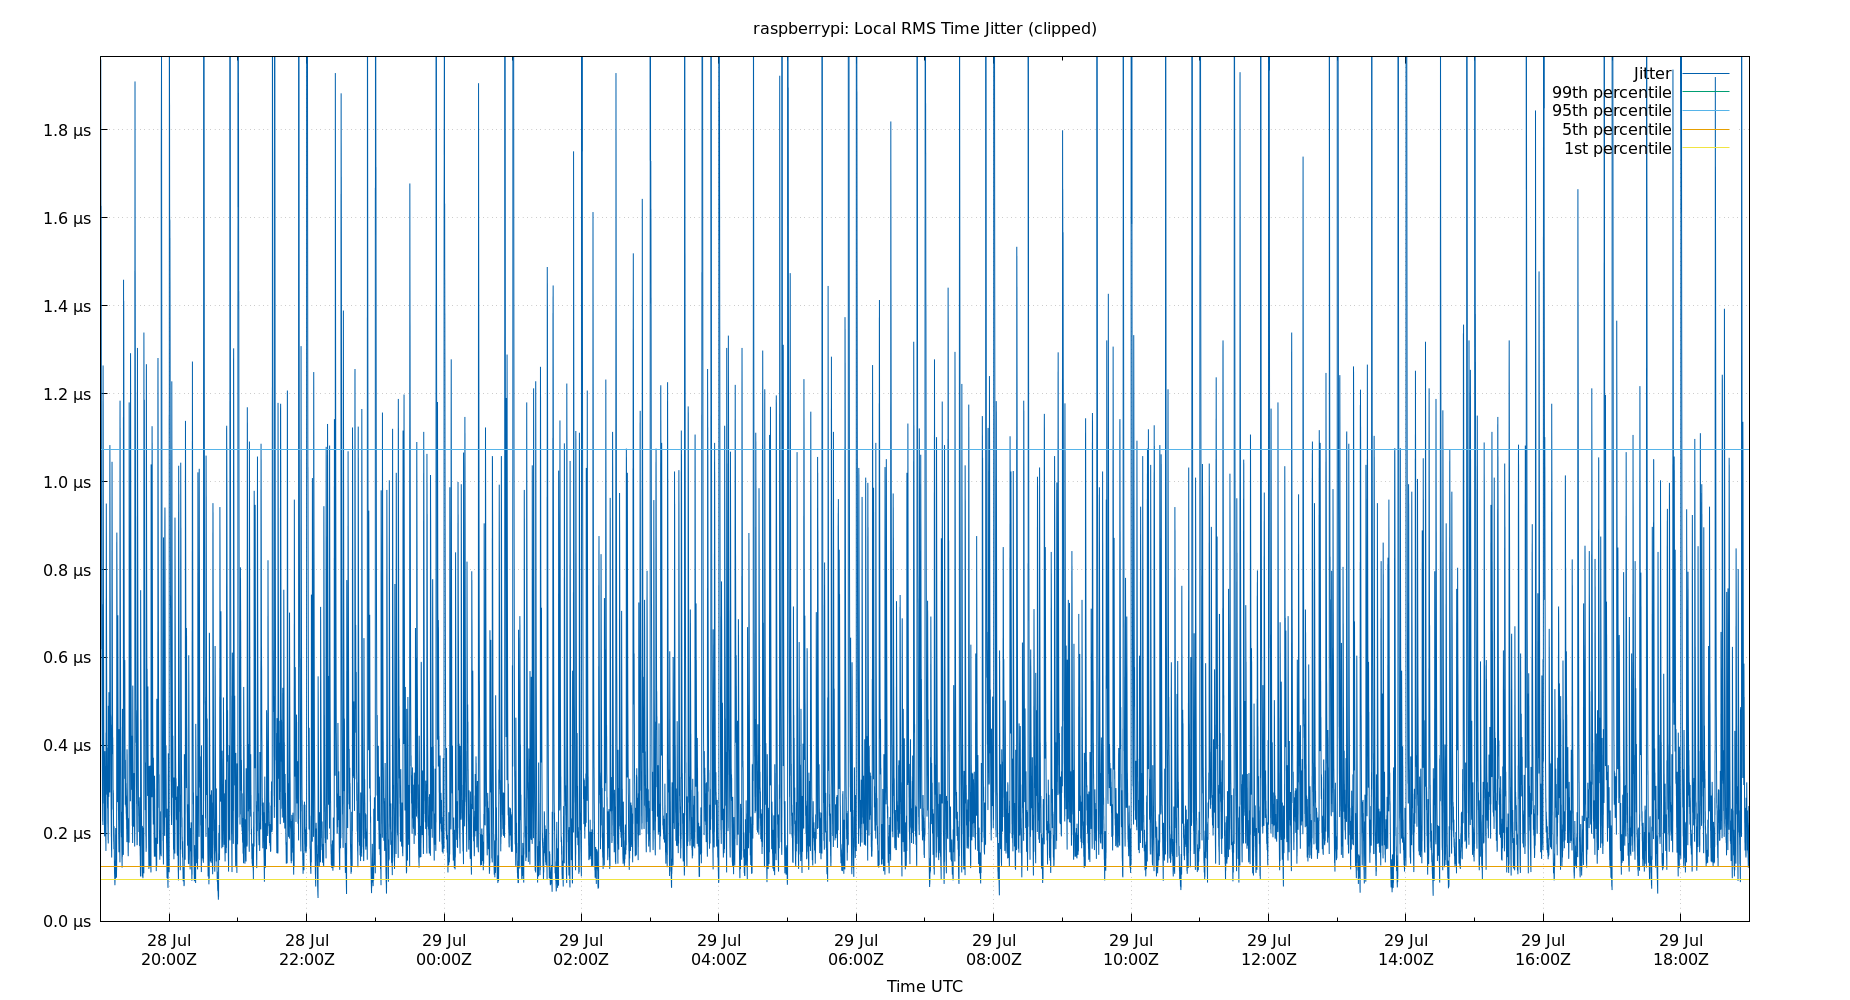 raspberrypi: Local RMS Time Jitter (clipped)
Jitter
99th percentile
95th percentile
5th percentile
1st percentile
1.8 µs
1.6 µs
1.4 µs
1.2 µs
1.0 µs
0.8 µs
0.6 µs
0.4 µs
0.2 µs
0.0 µs
28 Jul 28 Jul 29 Jul 29 Jul 29 Jul 29 Jul 29 Jul 29 Jul 29 Jul 29 Jul 29 Jul 29 Jul
20:00Z 22:00Z 00:00Z 02:00Z 04:00Z 06:00Z 08:00Z 10:00Z 12:00Z 14:00Z 16:00Z 18:00Z
Time UTC